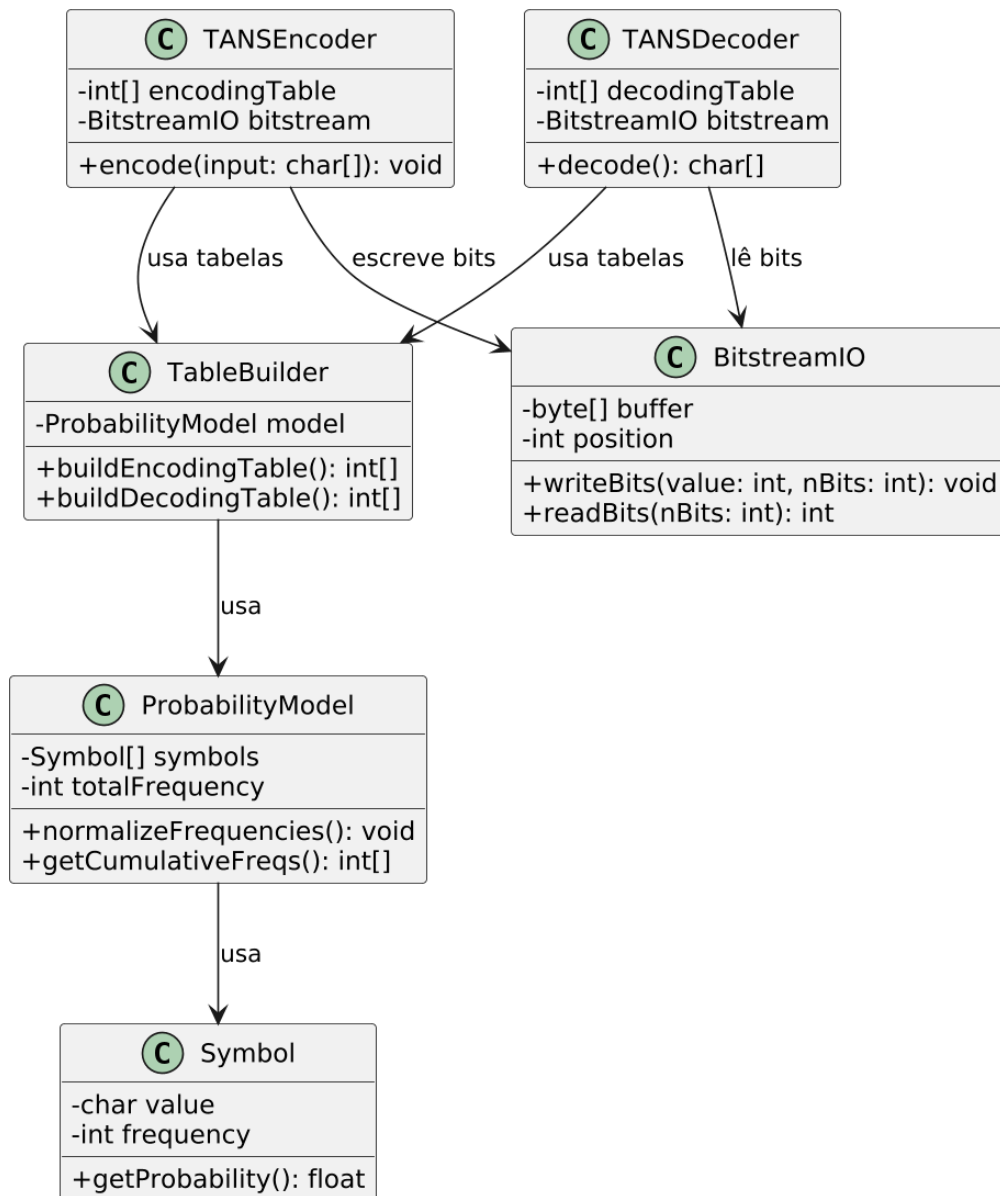 C TANSEncoder
-int[] encodingTable
-BitstreamIO bitstream
+encode(input: char[]): void
C TANSDecoder
-int[] decodingTable
-BitstreamIO bitstream
+decode(): char[]
usa tabelas
escreve bits
usa tabelas
lê bits
C TableBuilder
-ProbabilityModel model
+buildEncodingTable(): int[]
+buildDecodingTable(): int[]
C BitstreamIO
-byte[] buffer
-int position
+writeBits(value: int, nBits: int): void
+readBits(nBits: int): int
usa
C ProbabilityModel
-Symbol[] symbols
-int totalFrequency
+normalizeFrequencies(): void
+getCumulativeFreqs(): int[]
usa
C Symbol
-char value
-int frequency
+getProbability(): float